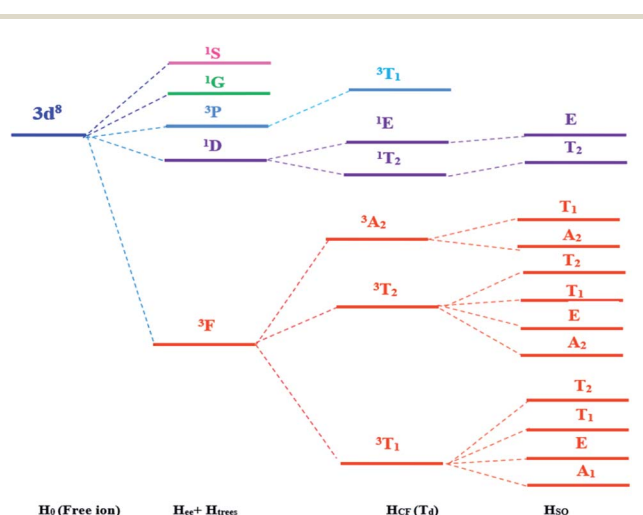 ¹S
¹G
³T₁
3d⁸
³P
¹E
E
¹D
¹T₂
T₂
T₁
³A₂
A₂
T₂
³T₂
T₁
³F
E
A₂
T₂
T₁
³T₁
E
A₁
H₀ (Free ion) Hₑₑ+ Hₜᵣₑₑₛ H_CF (T_d) H_SO